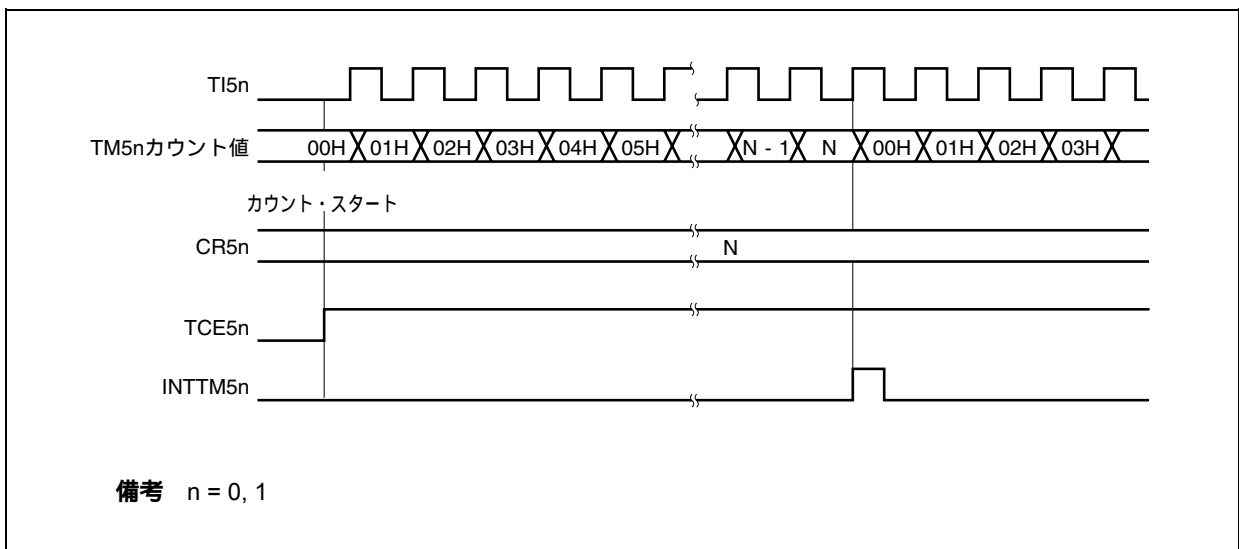 TI5n
TM5nカウント値 00H 01H 02H 03H 04H 05H N - 1 N 00H 01H 02H 03H
カウント・スタート
CR5n N
TCE5n
INTTM5n
備考 n = 0, 1